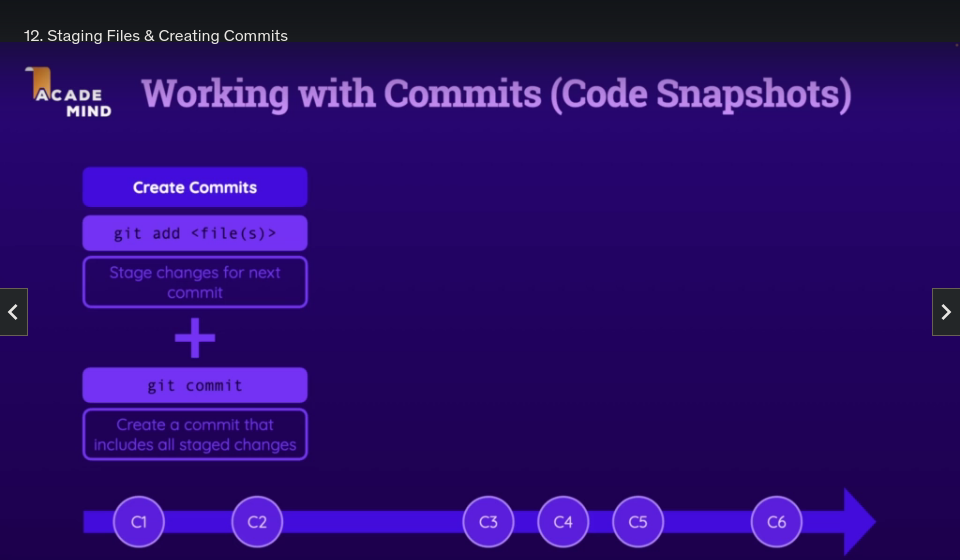 12. Staging Files & Creating Commits
ACADE
MIND
Working with Commits (Code Snapshots)
Create Commits
git add <file(s)>
Stage changes for next
commit
git commit
Create a commit that
includes all staged changes
C1 C2 C3 C4 C5 C6